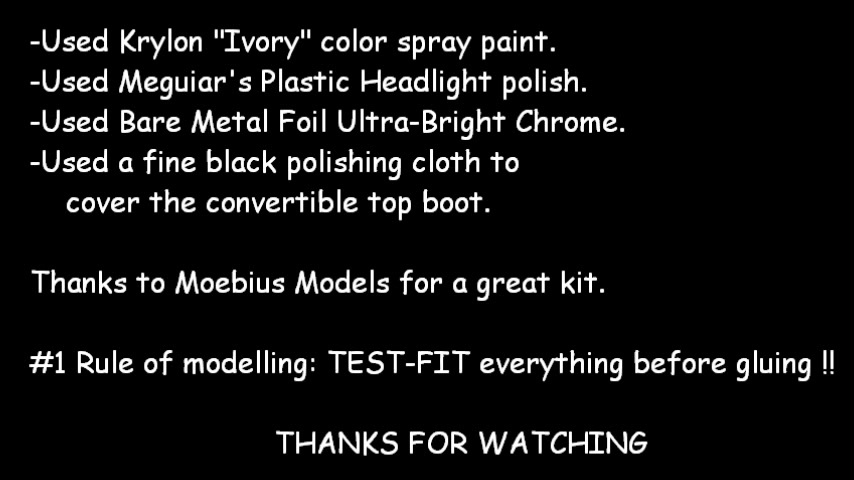 -Used Krylon "Ivory" color spray paint.
-Used Meguiar's Plastic Headlight polish.
-Used Bare Metal Foil Ultra-Bright Chrome.
-Used a fine black polishing cloth to
cover the convertible top boot.
Thanks to Moebius Models for a great kit.
#1 Rule of modelling: TEST-FIT everything before gluing !!
THANKS FOR WATCHING